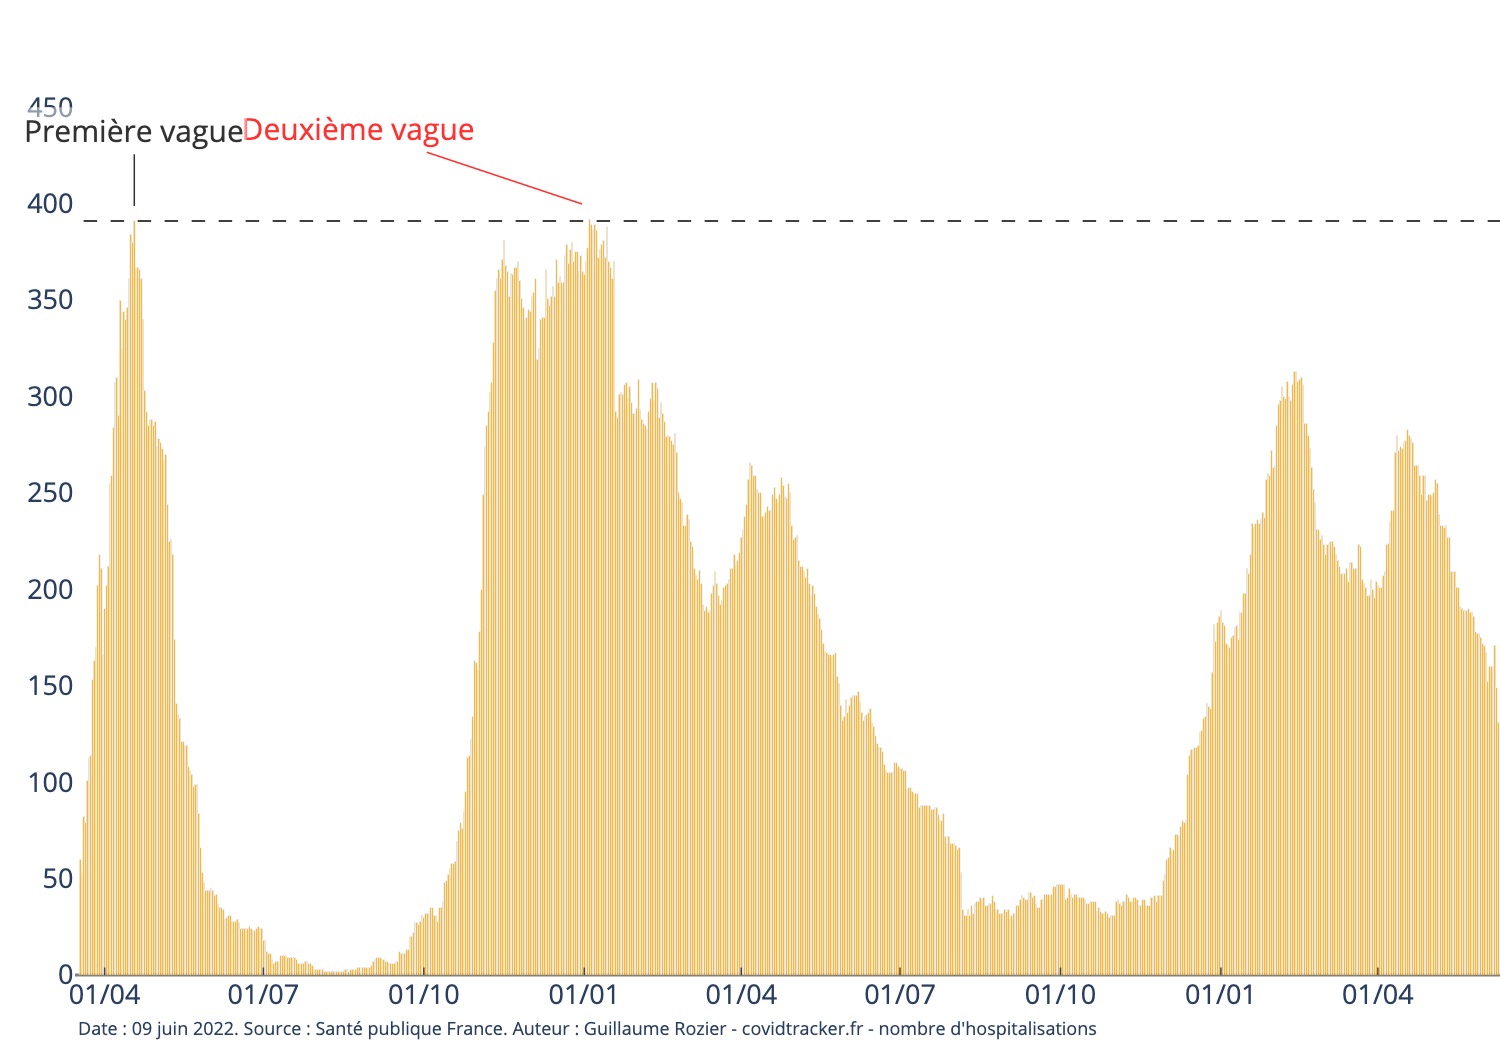 450
Première vague
Deuxième vague
400
350
300
250
200
150
100
50
0
01/04 01/07 01/10 01/01 01/04 01/07 01/10 01/01 01/04
Date : 09 juin 2022. Source : Santé publique France. Auteur : Guillaume Rozier - covidtracker.fr - nombre d'hospitalisations